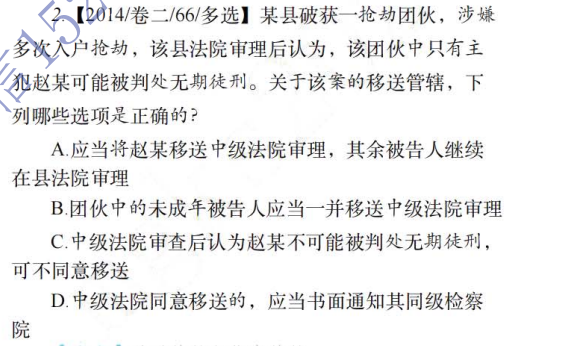 2.【2014/卷二/66/多选】某县破获一抢劫团伙，涉嫌
多次入户抢劫，该县法院审理后认为，该团伙中只有主
犯赵某可能被判处无期徒刑。关于该案的移送管辖，下
列哪些选项是正确的？
A.应当将赵某移送中级法院审理，其余被告人继续
在县法院审理
B.团伙中的未成年被告人应当一并移送中级法院审理
C.中级法院审查后认为赵某不可能被判处无期徒刑，
可不同意移送
D.中级法院同意移送的，应当书面通知其同级检察
院